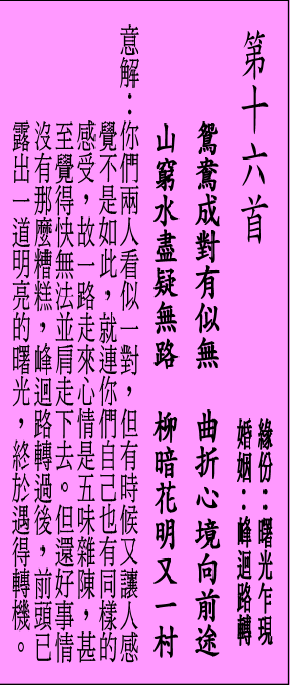 第十六首
緣份：曙光乍現
婚姻：峰迴路轉
鴛鴦成對有似無　曲折心境向前途
山窮水盡疑無路　柳暗花明又一村
意解：你們兩人看似一對，但有時候又讓人感
覺不是如此，就連你們自己也有同樣的
感受，故一路走來心情是五味雜陳，甚
至覺得快無法並肩走下去。但還好事情
沒有那麼糟糕，峰迴路轉過後，前頭已
露出一道明亮的曙光，終於遇得轉機。